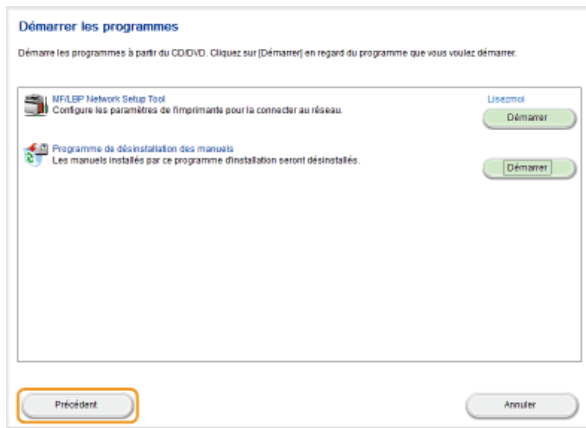 Démarrer les programmes
Démarre les programmes à partir du CD/DVD. Cliquez sur [Démarrer] en regard du programme que vous voulez démarrer.
MF/LBP Network Setup Tool
Configure les paramètres de l'imprimante pour la connecter au réseau.
Lisezmoi
Démarrer
Programme de désinstallation des manuels
Les manuels installés par ce programme d'installation seront désinstallés.
Démarrer
Précédent
Annuler